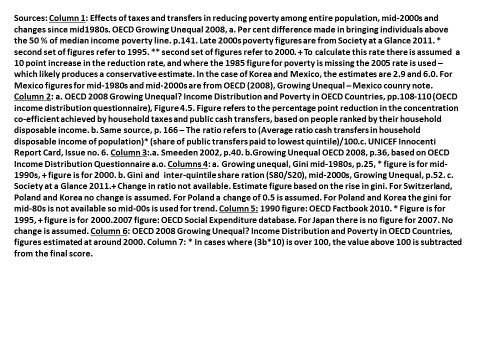 Sources: Column 1: Effects of taxes and transfers in reducing poverty among entire population, mid-2000s and
changes since mid1980s. OECD Growing Unequal 2008, a. Per cent difference made in bringing individuals above
the 50 % of median income poverty line. p.141. Late 2000s poverty figures are from Society at a Glance 2011. *
second set of figures refer to 1995. ** second set of figures refer to 2000. + To calculate this rate there is assumed a
10 point increase in the reduction rate, and where the 1985 figure for poverty is missing the 2005 rate is used –
which likely produces a conservative estimate. In the case of Korea and Mexico, the estimates are 2.9 and 6.0. For
Mexico figures for mid-1980s and mid-2000s are from OECD (2008), Growing Unequal – Mexico counry note.
Column 2: a. OECD 2008 Growing Unequal? Income Distribution and Poverty in OECD Countries, pp.108-110 (OECD
income distribution questionnaire), Figure 4.5. Figure refers to the percentage point reduction in the concentration
co-efficient achieved by household taxes and public cash transfers, based on people ranked by their household
disposable income. b. Same source, p. 166 – The ratio refers to (Average ratio cash transfers in household
disposable income of population)* (share of public transfers paid to lowest quintile)/100.c. UNICEF Innocenti
Report Card, Issue no. 6. Column 3:.a. Smeeden 2002, p.40. b.Growing Unequal OECD 2008, p.36, based on OECD
Income Distribution Questionnaire a.o. Columns 4: a. Growing unequal, Gini mid-1980s, p.25, * figure is for mid-
1990s, + figure is for 2000. b. Gini and inter-quintile share ration (S80/S20), mid-2000s, Growing Unequal, p.52. c.
Society at a Glance 2011.+ Change in ratio not available. Estimate figure based on the rise in gini. For Switzerland,
Poland and Korea no change is assumed. For Poland a change of 0.5 is assumed. For Poland and Korea the gini for
mid-80s is not available so mid-00s is used for trend. Column 5: 1990 figure: OECD Factbook 2010. * Figure is for
1995, + figure is for 2000.2007 figure: OECD Social Expenditure database. For Japan there is no figure for 2007. No
change is assumed. Column 6: OECD 2008 Growing Unequal? Income Distribution and Poverty in OECD Countries,
figures estimated at around 2000. Column 7: * In cases where (3b*10) is over 100, the value above 100 is subtracted
from the final score.